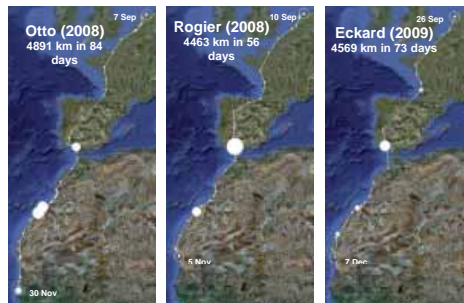 7 Sep
Otto (2008)
4891 km in 84
days
30 Nov
10 Sep
Rogier (2008)
4463 km in 56
days
5 Nov
26 Sep
Eckard (2009)
4569 km in 73 days
7 Dec